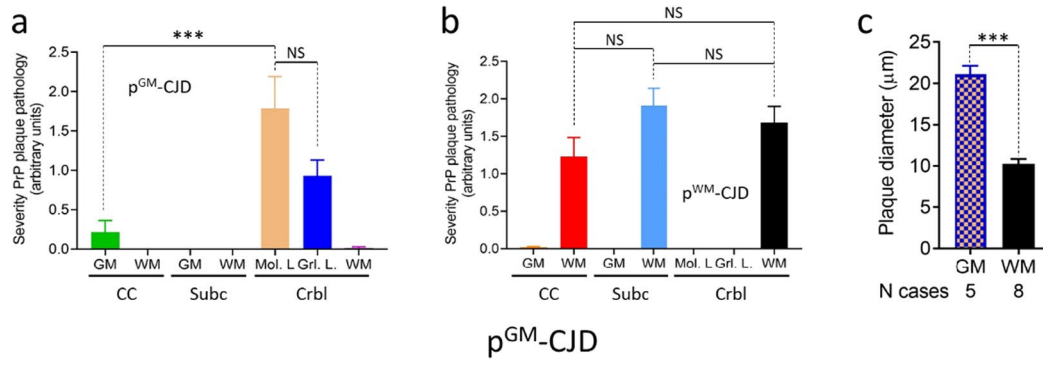 a
Severity PrP plaque pathology
(arbitrary units)
2.5
2.0
1.5
1.0
0.5
0.0
***
NS
pGM-CJD
GM WM GM WM Mol. L Grl. L. WM
CC Subc Crbl
b
Severity PrP plaque pathology
(arbitrary units)
2.5
2.0
1.5
1.0
0.5
0.0
NS
NS
NS
pWM-CJD
GM WM GM WM Mol. L Grl. L. WM
CC Subc Crbl
c
Plaque diameter (μm)
25
20
15
10
5
0
***
GM WM
N cases 5 8
pGM-CJD